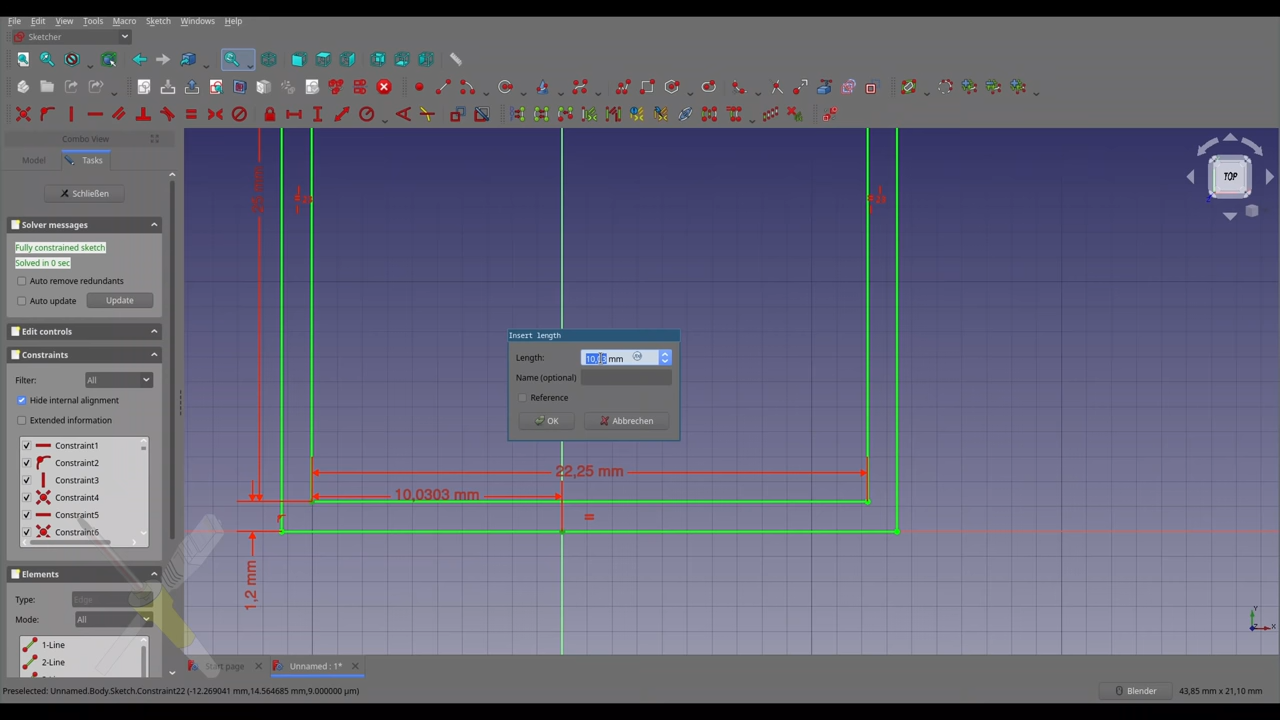 File Edit View Tools Macro Sketch Windows Help
Sketcher
Combo View
Model Tasks
Schließen
Solver messages
Fully constrained sketch
Solved in 0 sec
Auto remove redundants
Auto update Update
Edit controls
Constraints
Filter: All
Hide internal alignment
Extended information
Constraint1
Constraint2
Constraint3
Constraint4
Constraint5
Constraint6
Elements
Type: Edge
Mode: All
1-Line
2-Line
TOP
Insert length
Length: 10,03 mm
Name (optional)
Reference
OK Abbrechen
22,25 mm
10,0303 mm
1,2 mm
Y
X
Start page Unnamed : 1*
Preselected: Unnamed.Body.Sketch.Constraint22 (-12.269041 mm,14.564685 mm,9.000000 µm)
Blender 43,85 mm x 21,10 mm